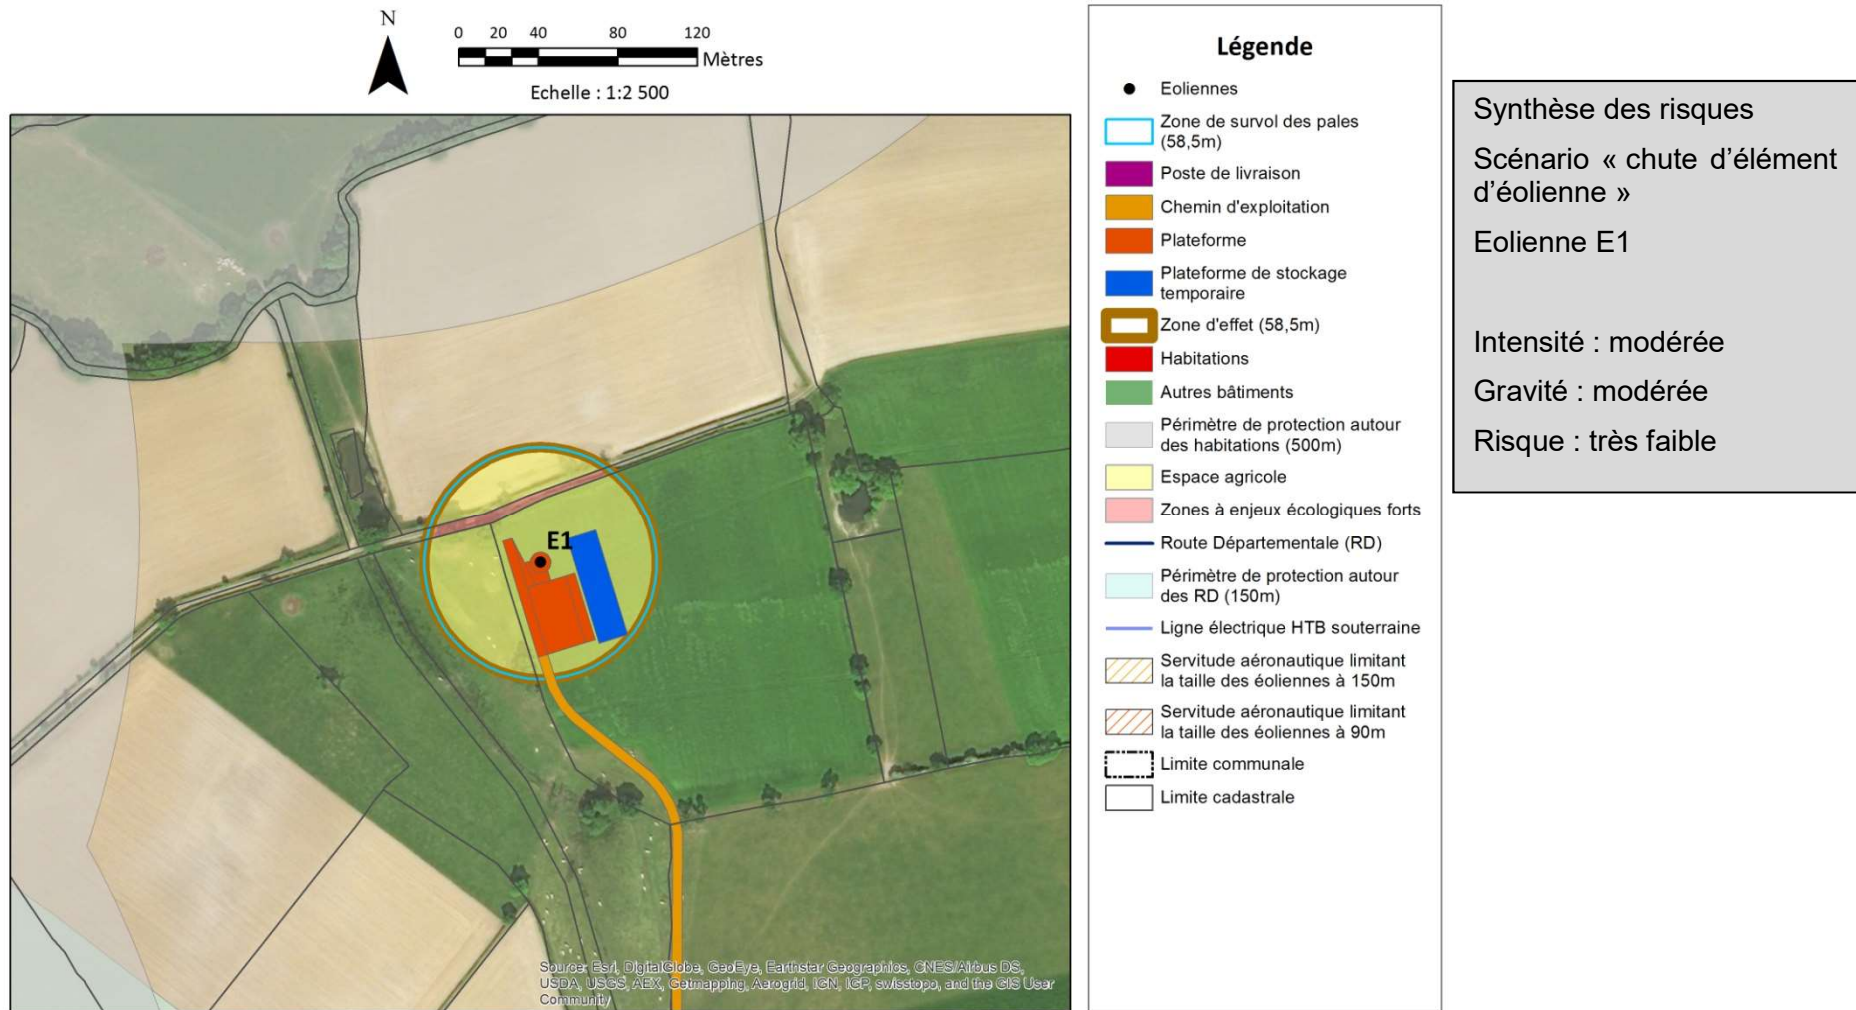 N
0 20 40 80 120
Mètres
Echelle : 1:2 500
E1
Source: Esri, DigitalGlobe, GeoEye, Earthstar Geographics, CNES/Airbus DS,
USDA, USGS, AEX, Getmapping, Aerogrid, IGN, IGP, swisstopo, and the GIS User
Community
Légende
Eoliennes
Zone de survol des pales
(58,5m)
Poste de livraison
Chemin d'exploitation
Plateforme
Plateforme de stockage
temporaire
Zone d'effet (58,5m)
Habitations
Autres bâtiments
Périmètre de protection autour
des habitations (500m)
Espace agricole
Zones à enjeux écologiques forts
Route Départementale (RD)
Périmètre de protection autour
des RD (150m)
Ligne électrique HTB souterraine
Servitude aéronautique limitant
la taille des éoliennes à 150m
Servitude aéronautique limitant
la taille des éoliennes à 90m
Limite communale
Limite cadastrale
Synthèse des risques
Scénario « chute d'élément
d'éolienne »
Eolienne E1
Intensité : modérée
Gravité : modérée
Risque : très faible